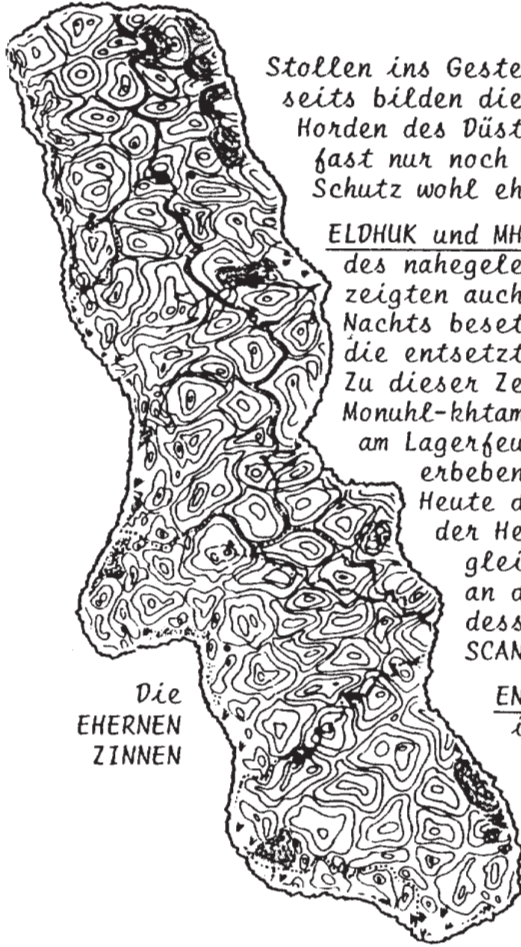 Stollen ins Geste
seits bilden die
Horden des Düst
fast nur noch
Schutz wohl eh
ELDHUK und MH
des nahegele
zeigten auch
Nachts beset
die entsetzt
Zu dieser Ze
Monuhl-khtam
am Lagerfeu
erbeben
Heute d
der He
glei
an d
dess
SCAN
EN
i
Die
EHERNEN
ZINNEN